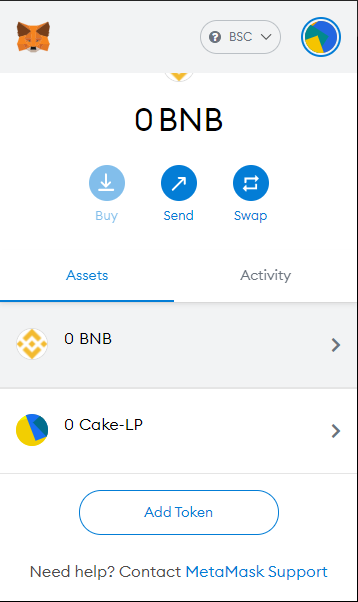 BSC
0 BNB
Buy Send Swap
Assets Activity
0 BNB
0 Cake-LP
Add Token
Need help? Contact MetaMask Support